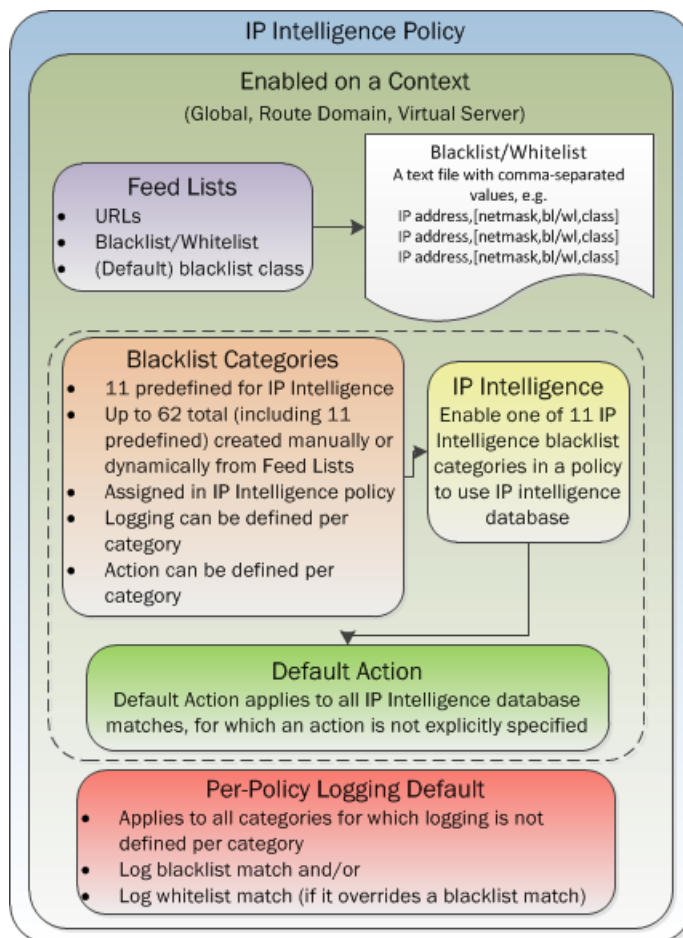 IP Intelligence Policy
Enabled on a Context
(Global, Route Domain, Virtual Server)
Feed Lists
• URLs
• Blacklist/Whitelist
• (Default) blacklist class
Blacklist/Whitelist
A text file with comma-separated
values, e.g.
IP address,[netmask,bl/wl,class]
IP address,[netmask,bl/wl,class]
IP address,[netmask,bl/wl,class]
Blacklist Categories
• 11 predefined for IP Intelligence
• Up to 62 total (including 11
predefined) created manually or
dynamically from Feed Lists
• Assigned in IP Intelligence policy
• Logging can be defined per
category
• Action can be defined per
category
IP Intelligence
Enable one of 11 IP
Intelligence blacklist
categories in a policy
to use IP intelligence
database
Default Action
Default Action applies to all IP Intelligence database
matches, for which an action is not explicitly specified
Per-Policy Logging Default
• Applies to all categories for which logging is not
defined per category
• Log blacklist match and/or
• Log whitelist match (if it overrides a blacklist match)